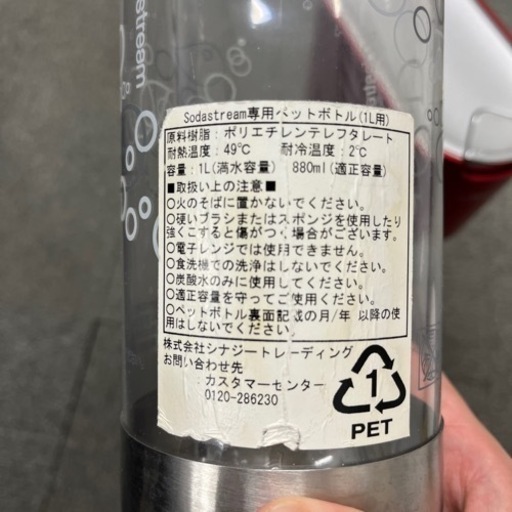 Sodastream専用ペットボトル(1L用)
原料樹脂：ポリエチレンテレフタレート
耐熱温度：49℃　耐冷温度：2℃
容量：1L(満水容量)　880ml(適正容量)
■取扱い上の注意■
○火のそばに置かないでください。
○硬いブラシまたはスポンジを使用したり
強くこすると傷がつく場合がございます。
○電子レンジでは使用できません。
○食洗機での洗浄はしないでください。
○炭酸水のみに使用してください。
○適正容量を守ってご使用ください。
○ペットボトル裏面記載の月/年 以降の使
用はしないでください。
株式会社シナジートレーディング
お問い合わせ先
：カスタマーセンター
0120-286230
1
PET
stream